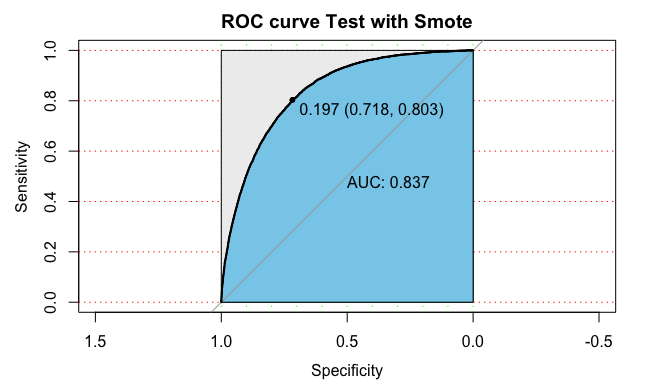 ROC curve Test with Smote
Sensitivity
1.0
0.8
0.6
0.4
0.2
0.0
0.197 (0.718, 0.803)
AUC: 0.837
1.5 1.0 0.5 0.0 -0.5
Specificity